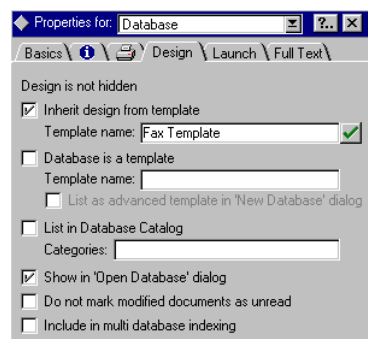 Properties for: Database ?..
Basics Design Launch Full Text
Design is not hidden
Inherit design from template
Template name: Fax Template
Database is a template
Template name:
List as advanced template in 'New Database' dialog
List in Database Catalog
Categories:
Show in 'Open Database' dialog
Do not mark modified documents as unread
Include in multi database indexing